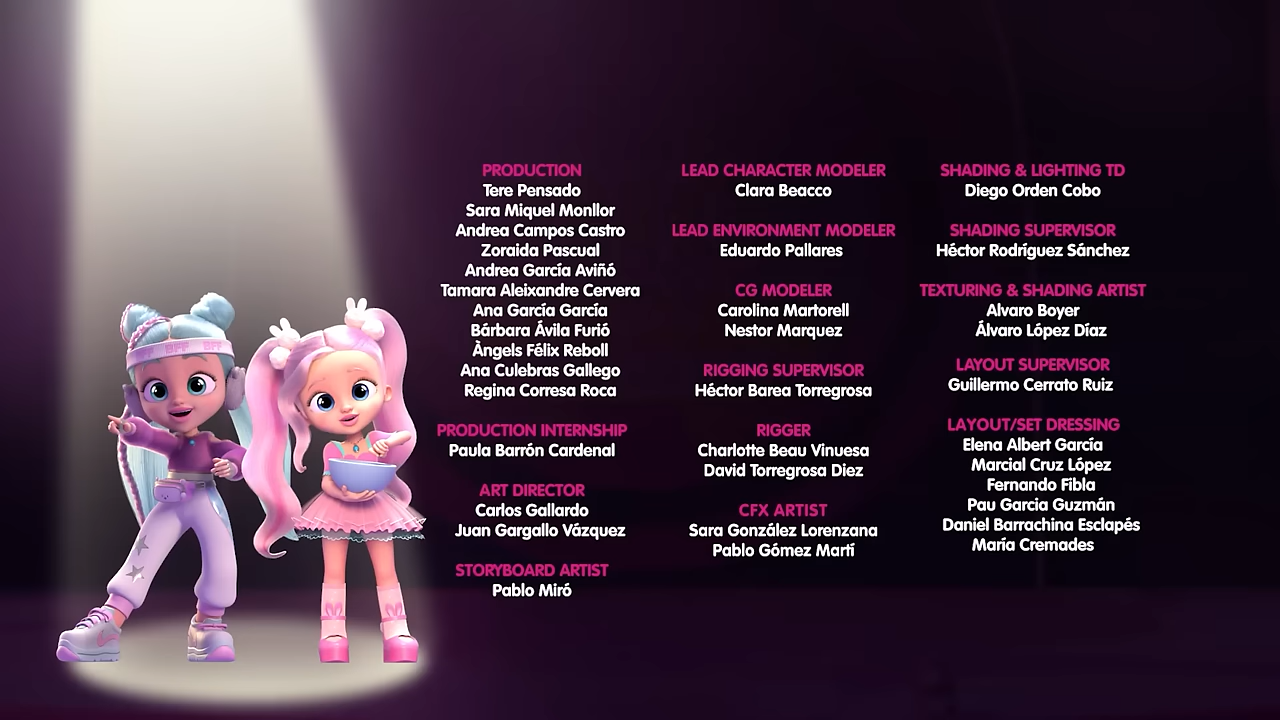 BFF BFF
PRODUCTION
Tere Pensado
Sara Miquel Monllor
Andrea Campos Castro
Zoraida Pascual
Andrea García Aviñó
Tamara Aleixandre Cervera
Ana García García
Bárbara Ávila Furió
Àngels Félix Reboll
Ana Culebras Gallego
Regina Corresa Roca
PRODUCTION INTERNSHIP
Paula Barrón Cardenal
ART DIRECTOR
Carlos Gallardo
Juan Gargallo Vázquez
STORYBOARD ARTIST
Pablo Miró
LEAD CHARACTER MODELER
Clara Beacco
LEAD ENVIRONMENT MODELER
Eduardo Pallares
CG MODELER
Carolina Martorell
Nestor Marquez
RIGGING SUPERVISOR
Héctor Barea Torregrosa
RIGGER
Charlotte Beau Vinuesa
David Torregrosa Diez
CFX ARTIST
Sara González Lorenzana
Pablo Gómez Martí
SHADING & LIGHTING TD
Diego Orden Cobo
SHADING SUPERVISOR
Héctor Rodríguez Sánchez
TEXTURING & SHADING ARTIST
Alvaro Boyer
Álvaro López Díaz
LAYOUT SUPERVISOR
Guillermo Cerrato Ruiz
LAYOUT/SET DRESSING
Elena Albert García
Marcial Cruz López
Fernando Fibla
Pau Garcia Guzmán
Daniel Barrachina Esclapés
María Cremades